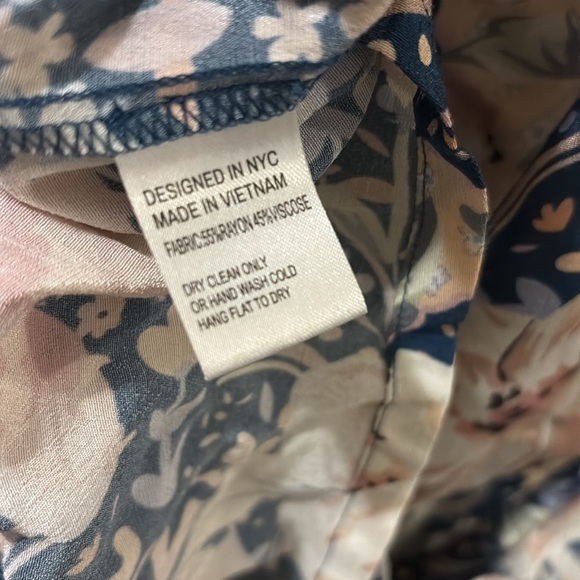 DESIGNED IN NYC
MADE IN VIETNAM
FABRIC:55%RAYON 45%VISCOSE
DRY CLEAN ONLY
OR HAND WASH COLD
HANG FLAT TO DRY